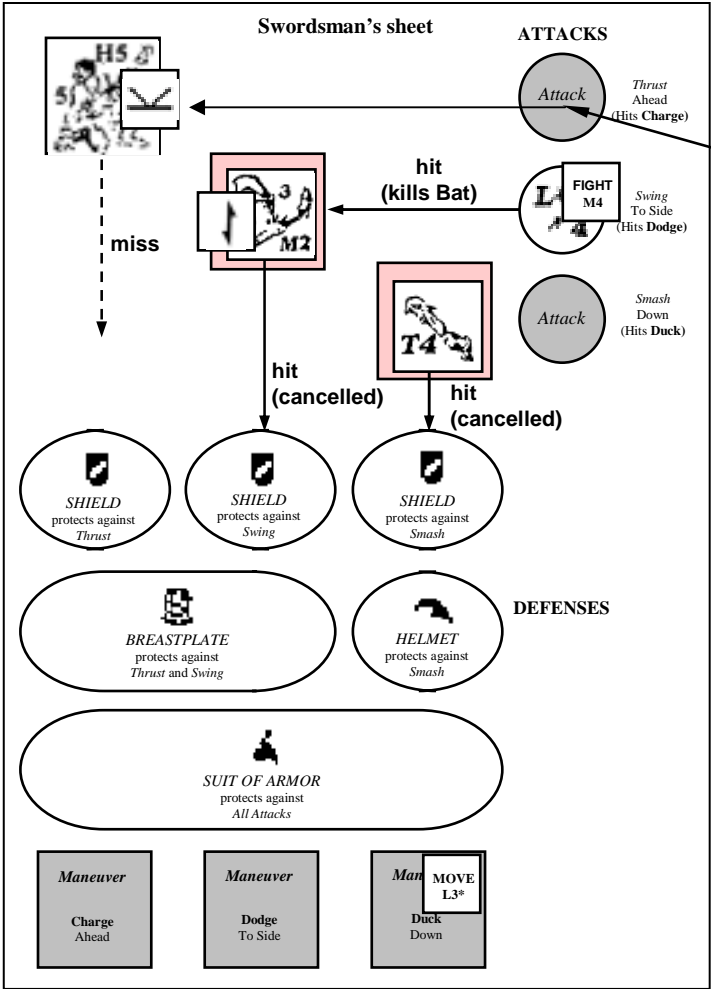 Swordsman's sheet
ATTACKS
H5
5
Attack
Thrust
Ahead
(Hits Charge)
miss
3
M2
hit
(kills Bat)
L
FIGHT
M4
Swing
To Side
(Hits Dodge)
T4
Attack
Smash
Down
(Hits Duck)
hit
(cancelled)
hit
(cancelled)
SHIELD
protects against
Thrust
SHIELD
protects against
Swing
SHIELD
protects against
Smash
BREASTPLATE
protects against
Thrust and Swing
HELMET
protects against
Smash
DEFENSES
SUIT OF ARMOR
protects against
All Attacks
Maneuver
Charge
Ahead
Maneuver
Dodge
To Side
Man
MOVE
L3*
Duck
Down